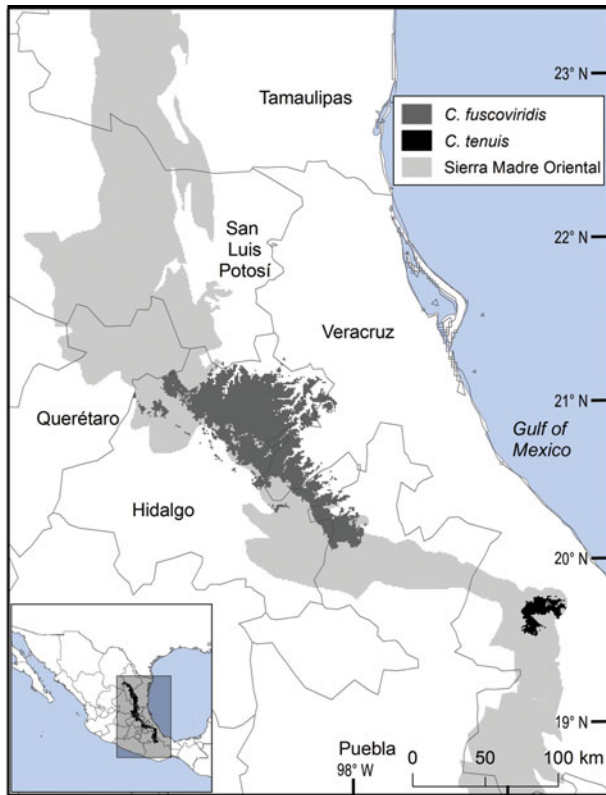 23° N
Tamaulipas
C. fuscoviridis
C. tenuis
Sierra Madre Oriental
San
Luis
Potosí
22° N
Veracruz
Querétaro
21° N
Gulf of
Mexico
Hidalgo
20° N
19° N
Puebla
98° W
0 50 100 km